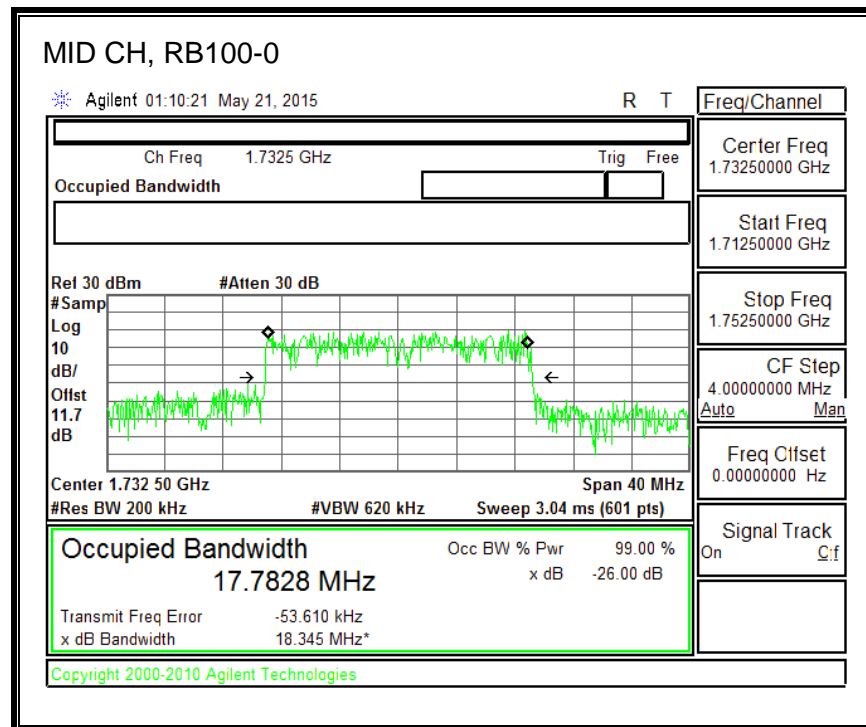 MID CH, RB100-0
Agilent 01:10:21 May 21, 2015 R T
Freq/Channel
Ch Freq 1.7325 GHz Trig Free
Occupied Bandwidth
Center Freq
1.73250000 GHz
Start Freq
1.71250000 GHz
Stop Freq
1.75250000 GHz
CF Step
4.00000000 MHz
Auto Man
Freq Offset
0.00000000 Hz
Signal Track
On Off
Ref 30 dBm #Atten 30 dB
#Samp
Log
10
dB/
Offst
11.7
dB
Center 1.732 50 GHz Span 40 MHz
#Res BW 200 kHz #VBW 620 kHz Sweep 3.04 ms (601 pts)
Occupied Bandwidth
17.7828 MHz
Occ BW % Pwr 99.00 %
x dB -26.00 dB
Transmit Freq Error -53.610 kHz
x dB Bandwidth 18.345 MHz*
Copyright 2000-2010 Agilent Technologies